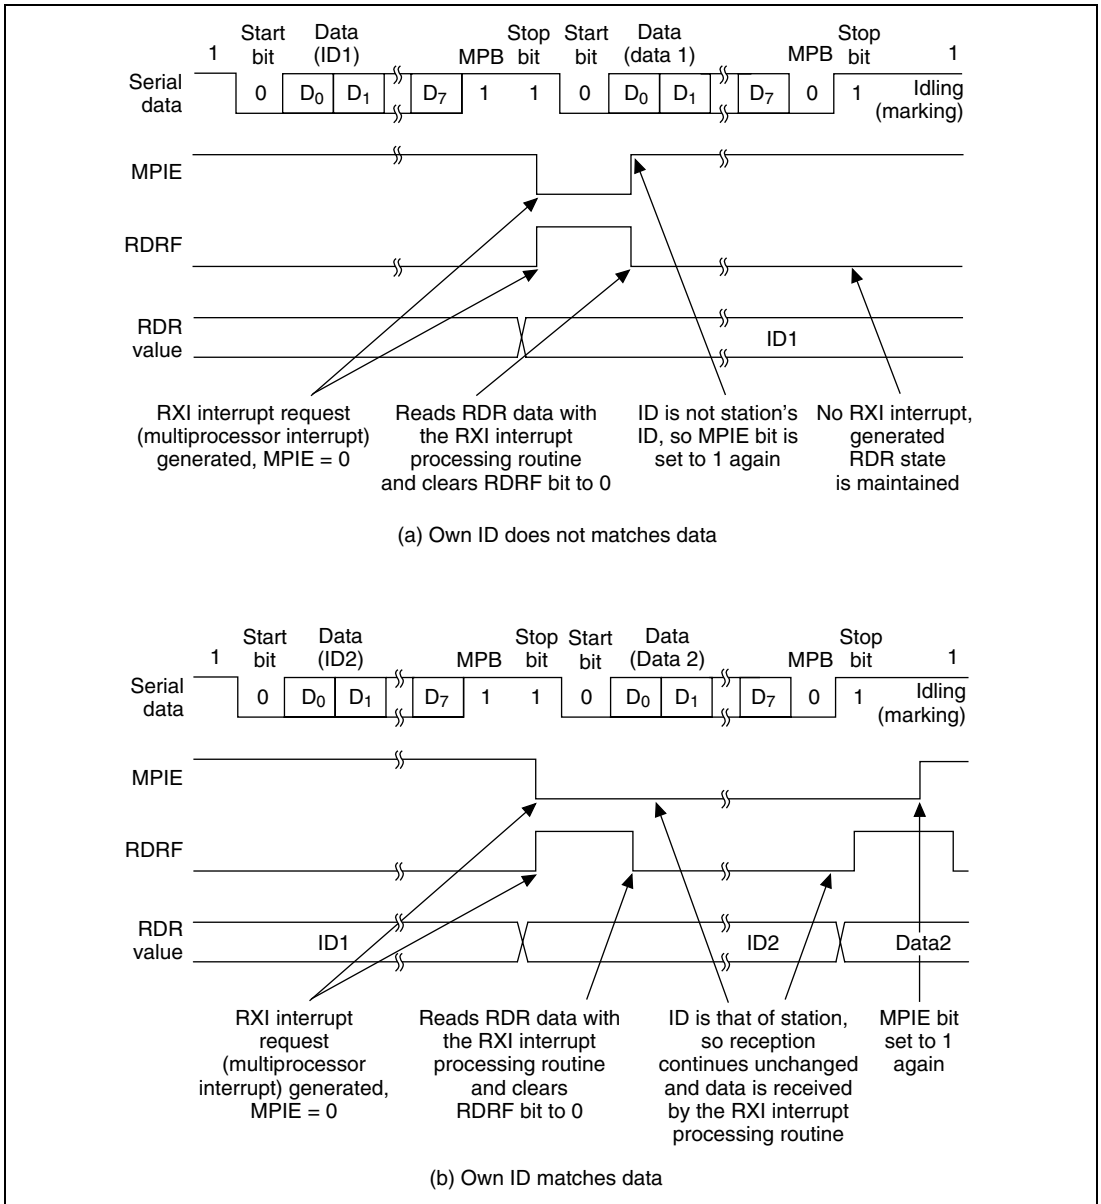 Start Data Stop Start Data Stop
1 bit (ID1) MPB bit bit (data 1) MPB bit 1
Serial data 0 D0 D1 D7 1 1 0 D0 D1 D7 0 1 Idling (marking)
MPIE
RDRF
RDR value ID1
RXI interrupt request
(multiprocessor interrupt)
generated, MPIE = 0
Reads RDR data with
the RXI interrupt
processing routine
and clears RDRF bit to 0
ID is not station's
ID, so MPIE bit is
set to 1 again
No RXI interrupt,
generated
RDR state
is maintained
(a) Own ID does not matches data
Start Data Stop Start Data Stop
1 bit (ID2) MPB bit bit (Data 2) MPB bit 1
Serial data 0 D0 D1 D7 1 1 0 D0 D1 D7 0 1 Idling (marking)
MPIE
RDRF
RDR value ID1 ID2 Data2
RXI interrupt
request
(multiprocessor
interrupt) generated,
MPIE = 0
Reads RDR data with
the RXI interrupt
processing routine
and clears
RDRF bit to 0
ID is that of station,
so reception
continues unchanged
and data is received
by the RXI interrupt
processing routine
MPIE bit
set to 1
again
(b) Own ID matches data